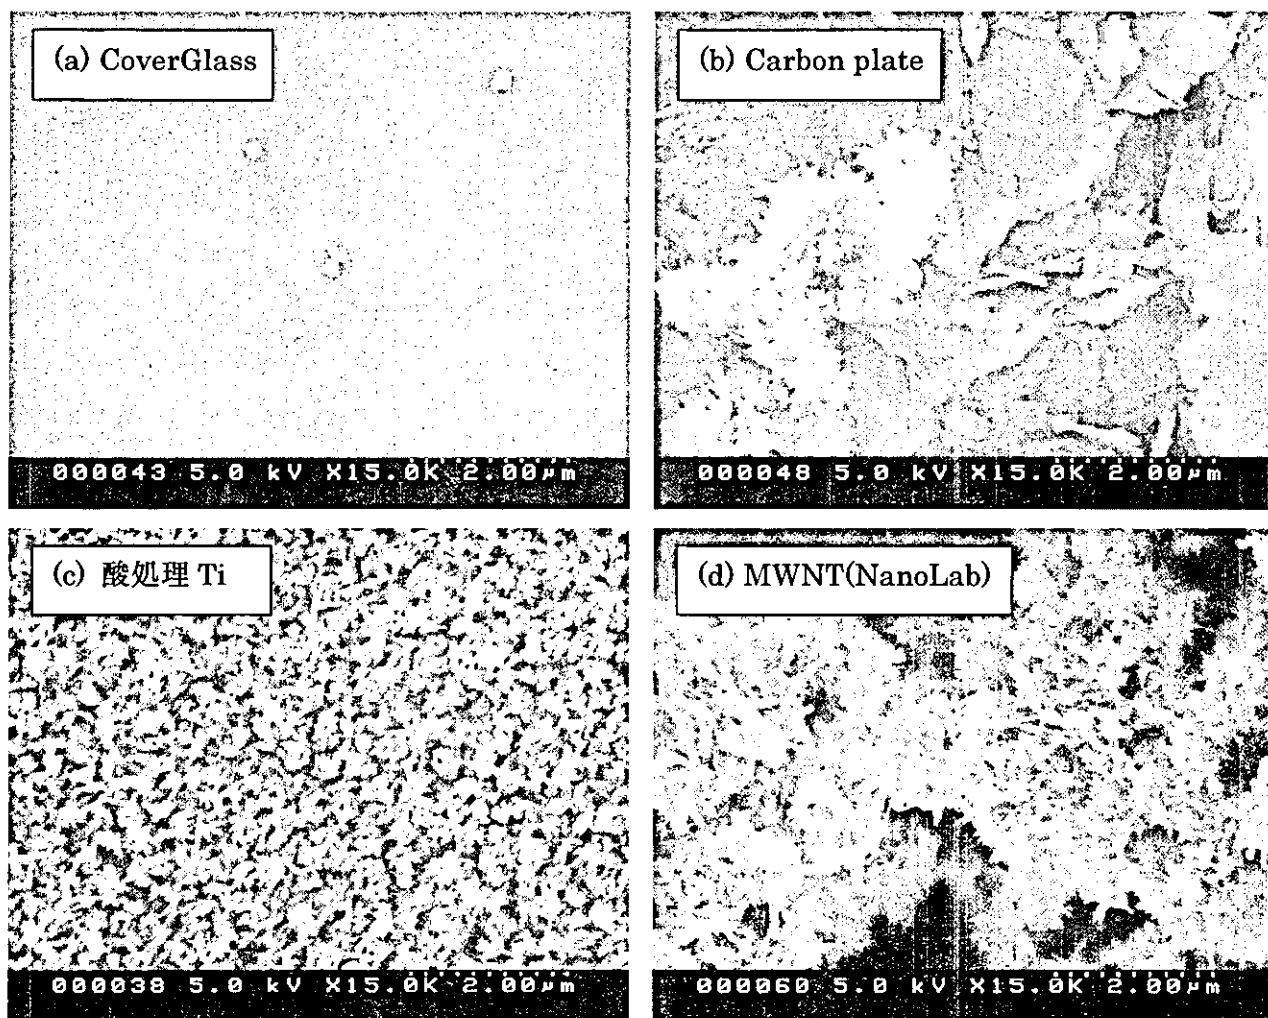 (a) CoverGlass
(b) Carbon plate
000043 5.0 kV X15.0K 2.00μm
000048 5.0 kV X15.0K 2.00μm
(c) 酸処理 Ti
(d) MWNT(NanoLab)
000038 5.0 kV X15.0K 2.00μm
000060 5.0 kV X15.0K 2.00μm